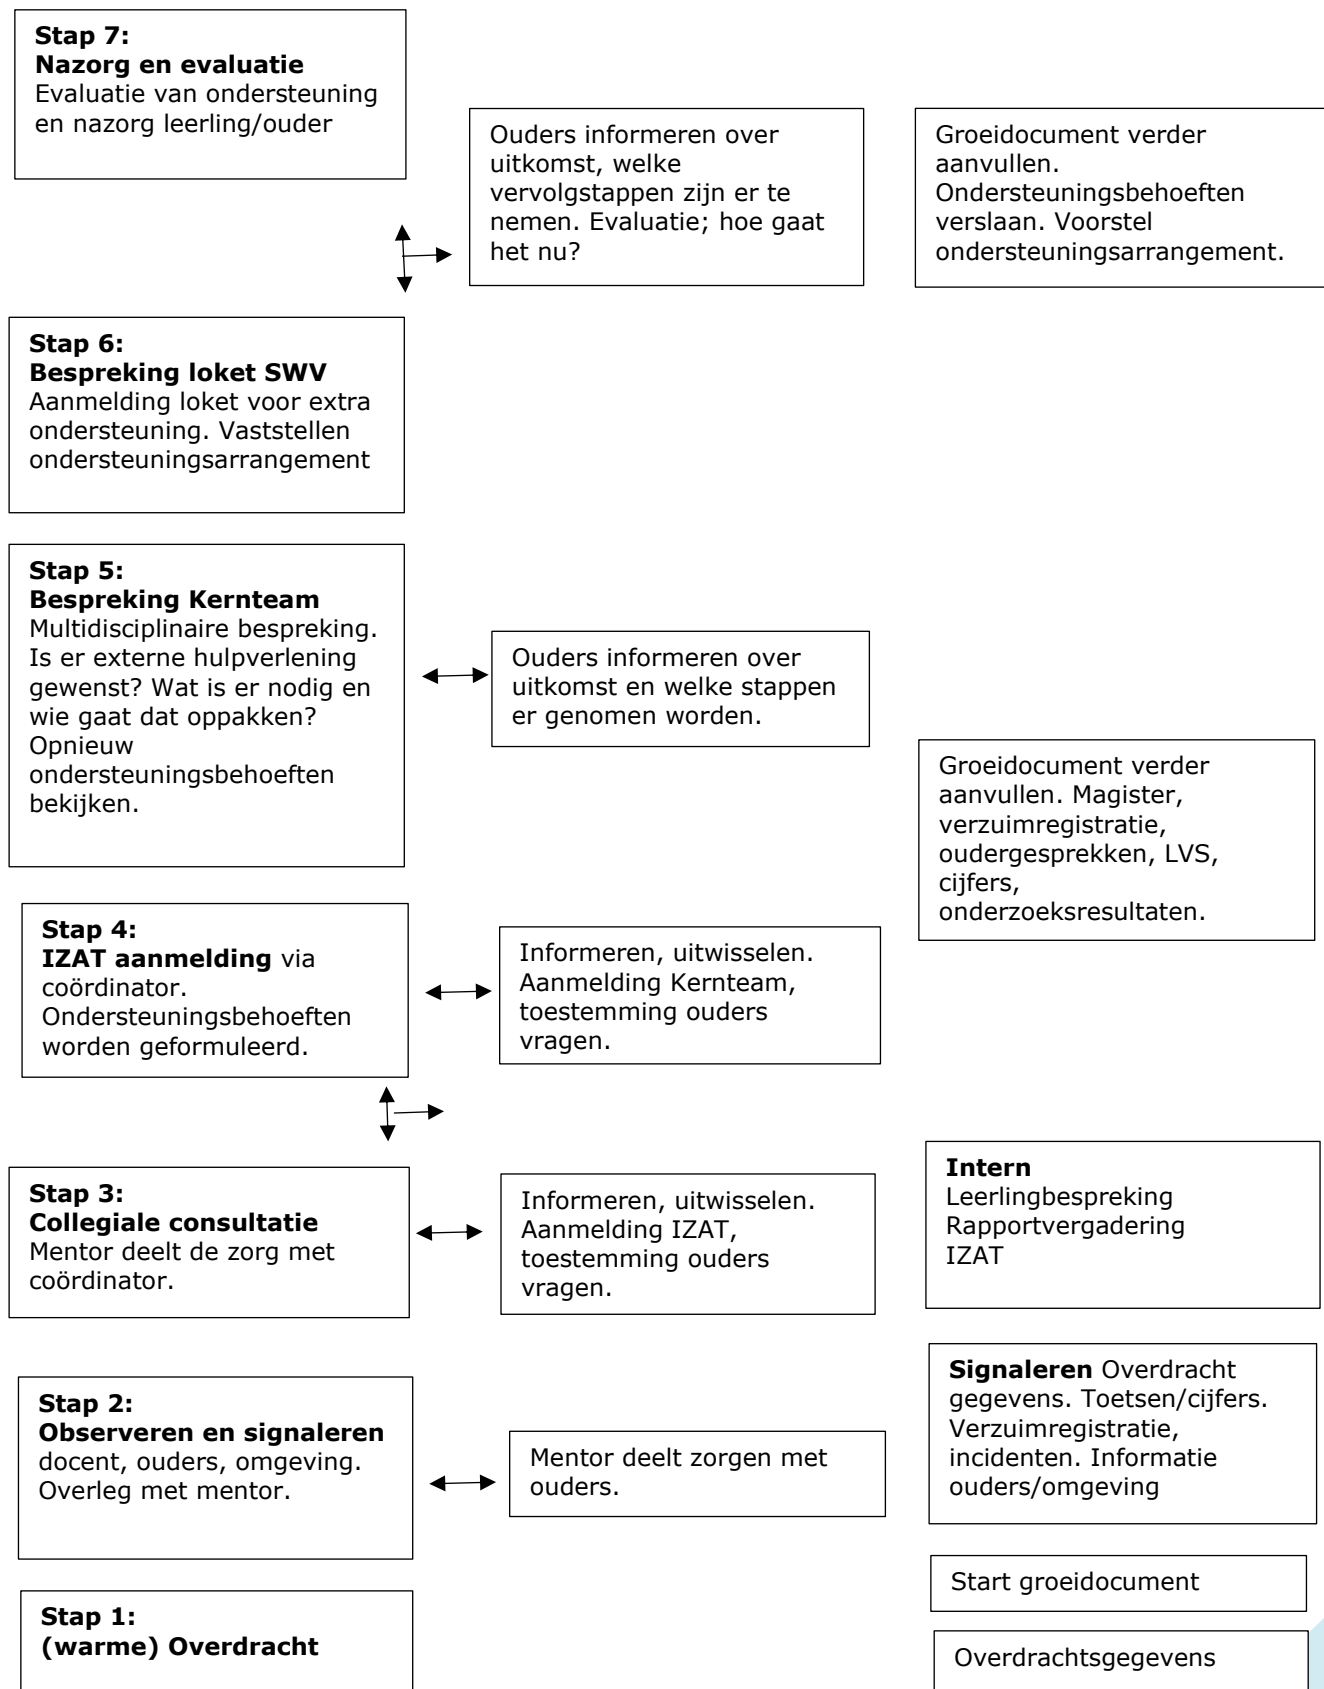 Stap 7:
Nazorg en evaluatie
Evaluatie van ondersteuning
en nazorg leerling/ouder
Ouders informeren over
uitkomst, welke
vervolgstappen zijn er te
nemen. Evaluatie; hoe gaat
het nu?
Groeidocument verder
aanvullen.
Ondersteuningsbehoeften
verslaan. Voorstel
ondersteuningsarrangement.
Stap 6:
Bespreking loket SWV
Aanmelding loket voor extra
ondersteuning. Vaststellen
ondersteuningsarrangement
Stap 5:
Bespreking Kernteam
Multidisciplinaire bespreking.
Is er externe hulpverlening
gewenst? Wat is er nodig en
wie gaat dat oppakken?
Opnieuw
ondersteuningsbehoeften
bekijken.
Ouders informeren over
uitkomst en welke stappen
er genomen worden.
Groeidocument verder
aanvullen. Magister,
verzuimregistratie,
oudergesprekken, LVS,
cijfers,
onderzoeksresultaten.
Stap 4:
IZAT aanmelding via
coördinator.
Ondersteuningsbehoeften
worden geformuleerd.
Informeren, uitwisselen.
Aanmelding Kernteam,
toestemming ouders
vragen.
Stap 3:
Collegiale consultatie
Mentor deelt de zorg met
coördinator.
Informeren, uitwisselen.
Aanmelding IZAT,
toestemming ouders
vragen.
Intern
Leerlingbespreking
Rapportvergadering
IZAT
Stap 2:
Observeren en signaleren
docent, ouders, omgeving.
Overleg met mentor.
Mentor deelt zorgen met
ouders.
Signaleren Overdracht
gegevens. Toetsen/cijfers.
Verzuimregistratie,
incidenten. Informatie
ouders/omgeving
Start groeidocument
Stap 1:
(warme) Overdracht
Overdrachtsgegevens